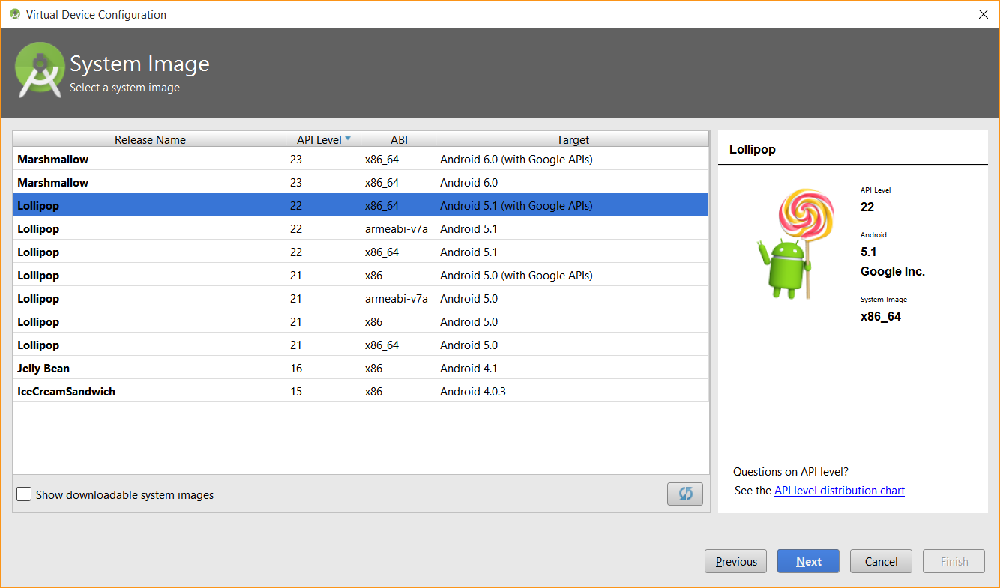 Virtual Device Configuration
System Image
Select a system image
Release Name API Level ABI Target
Marshmallow 23 x86_64 Android 6.0 (with Google APIs)
Marshmallow 23 x86_64 Android 6.0
Lollipop 22 x86_64 Android 5.1 (with Google APIs)
Lollipop 22 armeabi-v7a Android 5.1
Lollipop 22 x86_64 Android 5.1
Lollipop 21 x86 Android 5.0 (with Google APIs)
Lollipop 21 armeabi-v7a Android 5.0
Lollipop 21 x86 Android 5.0
Lollipop 21 x86_64 Android 5.0
Jelly Bean 16 x86 Android 4.1
IceCreamSandwich 15 x86 Android 4.0.3
Show downloadable system images
Lollipop
API Level
22
Android
5.1
Google Inc.
System Image
x86_64
Questions on API level?
See the API level distribution chart
Previous Next Cancel Finish